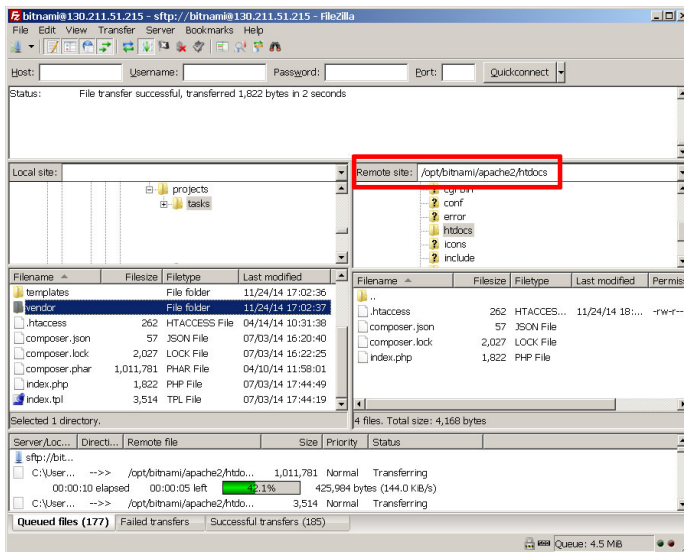 bitnami@130.211.51.215 - sftp://bitnami@130.211.51.215 - FileZilla
File Edit View Transfer Server Bookmarks Help
Host: Username: Password: Port: Quickconnect
Status: File transfer successful, transferred 1,822 bytes in 2 seconds
Local site: Remote site: /opt/bitnami/apache2/htdocs
projects
tasks
cgi-bin
conf
error
htdocs
icons
include
Filename Filesize Filetype Last modified
templates File folder 11/24/14 17:02:36
vendor File folder 11/24/14 17:02:37
.htaccess 262 HTACCESS File 04/14/14 10:31:38
composer.json 57 JSON File 07/03/14 16:20:40
composer.lock 2,027 LOCK File 07/03/14 16:22:25
composer.phar 1,011,781 PHAR File 04/10/14 11:58:01
index.php 1,822 PHP File 07/03/14 17:44:49
index.tpl 3,514 TPL File 07/03/14 17:44:19
Selected 1 directory.
Filename Filesize Filetype Last modified Permis
..
.htaccess 262 HTACCES... 11/24/14 18:... -rw-r--
composer.json 57 JSON File
composer.lock 2,027 LOCK File
index.php 1,822 PHP File
4 files. Total size: 4,168 bytes
Server/Loc... Directi... Remote file Size Priority Status
sftp://bit...
C:\User... -->> /opt/bitnami/apache2/htdo... 1,011,781 Normal Transferring
00:00:10 elapsed 00:00:05 left 42.1% 425,984 bytes (144.0 KiB/s)
C:\User... -->> /opt/bitnami/apache2/htdo... 3,514 Normal Transferring
Queued files (177) Failed transfers Successful transfers (185)
Queue: 4.5 MiB